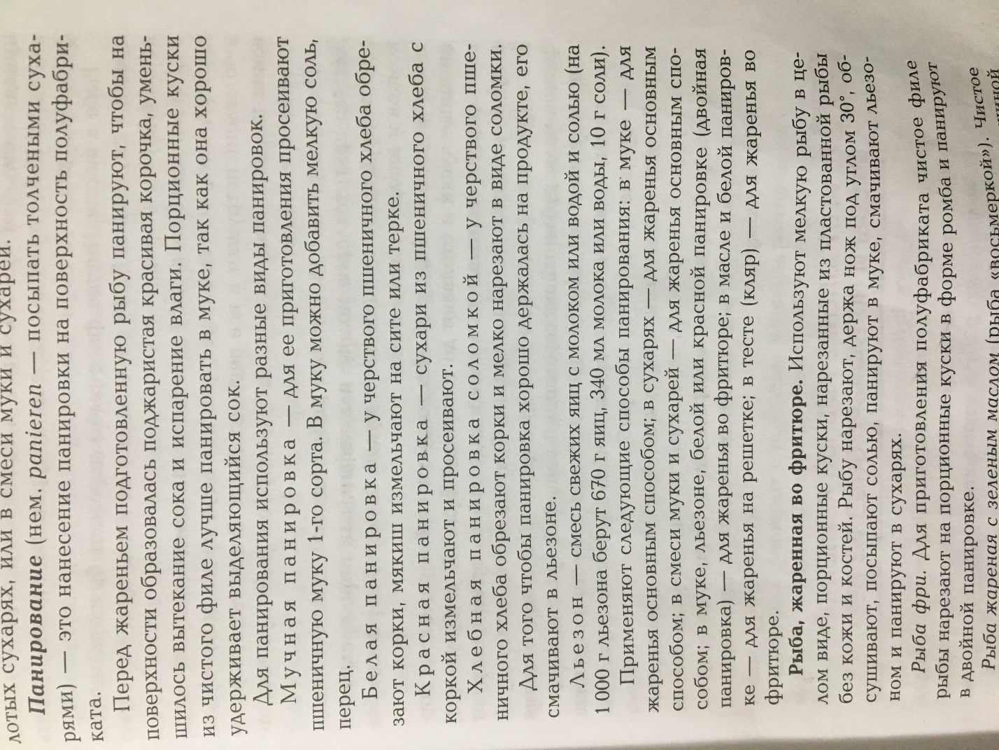 лотых сухарях, или в смеси муки и сухарей.
Панирование (нем. panieren — посыпать толчеными суха-
рями) — это нанесение панировки на поверхность полуфабри-
ката.
Перед жареньем подготовленную рыбу панируют, чтобы на
поверхности образовалась поджаристая красивая корочка, умень-
шилось вытекание сока и испарение влаги. Порционные куски
из чистого филе лучше панировать в муке, так как она хорошо
удерживает выделяющийся сок.
Для панирования используют разные виды панировок.
Мучная панировка — для ее приготовления просеивают
пшеничную муку 1-го сорта. В муку можно добавить мелкую соль,
перец.
Белая панировка — у черствого пшеничного хлеба обре-
зают корки, мякиш измельчают на сите или терке.
Красная панировка — сухари из пшеничного хлеба с
коркой измельчают и просеивают.
Хлебная панировка соломкой — у черствого пше-
ничного хлеба обрезают корки и мелко нарезают в виде соломки.
Для того чтобы панировка хорошо держалась на продукте, его
смачивают в льезоне.
Льезон — смесь свежих яиц с молоком или водой и солью (на
1 000 г льезона берут 670 г яиц, 340 мл молока или воды, 10 г соли).
Применяют следующие способы панирования: в муке — для
жаренья основным способом; в сухарях — для жаренья основным
способом; в смеси муки и сухарей — для жаренья основным спо-
собом; в муке, льезоне, белой или красной панировке (двойная
панировка) — для жаренья во фритюре; в масле и белой паниров-
ке — для жаренья на решетке; в тесте (кляр) — для жаренья во
фритюре.
Рыба, жаренная во фритюре. Используют мелкую рыбу в це-
лом виде, порционные куски, нарезанные из пластованной рыбы
без кожи и костей. Рыбу нарезают, держа нож под углом 30°, об-
сушивают, посыпают солью, панируют в муке, смачивают льезо-
ном и панируют в сухарях.
Рыба фри. Для приготовления полуфабриката чистое филе
рыбы нарезают на порционные куски в форме ромба и панируют
в двойной панировке.
Рыба жареная с зеленым маслом (рыба «восьмеркой»). Чистое